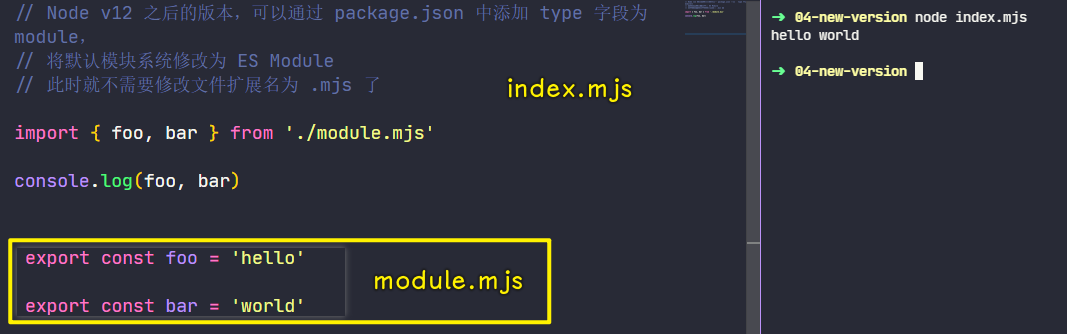 // Node v12 之后的版本，可以通过 package.json 中添加 type 字段为
module，
// 将默认模块系统修改为 ES Module
// 此时就不需要修改文件扩展名为 .mjs 了
index.mjs
import { foo, bar } from './module.mjs'
console.log(foo, bar)
export const foo = 'hello'
module.mjs
export const bar = 'world'
➜ 04-new-version node index.mjs
hello world
➜ 04-new-version